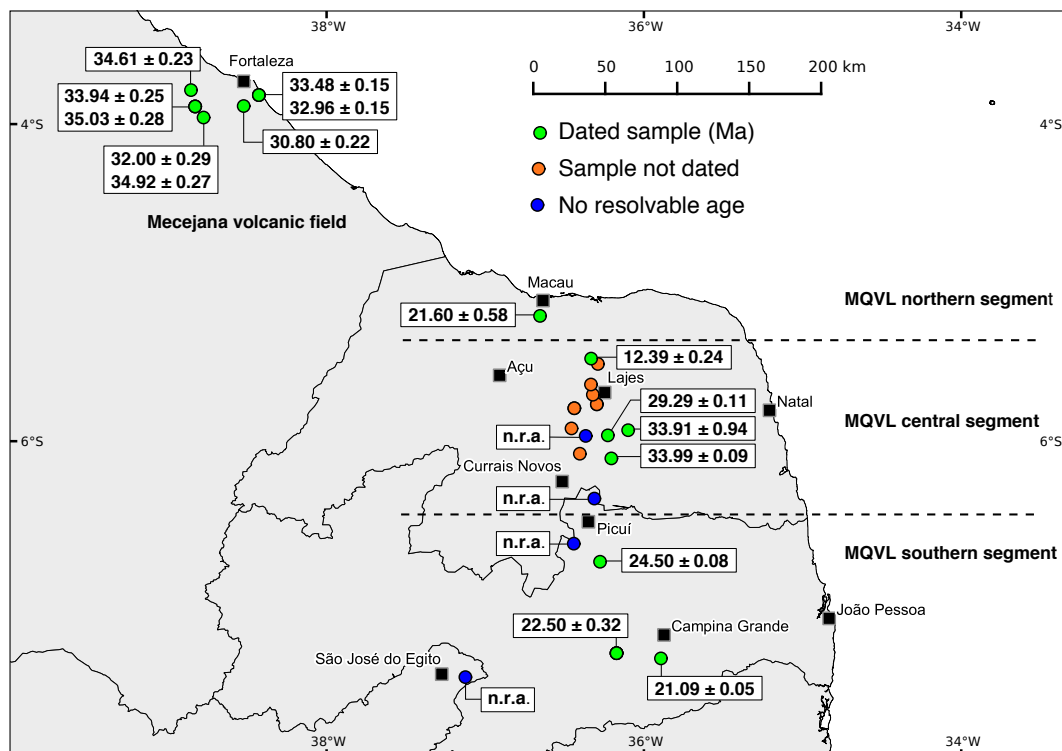 38°W
36°W
34°W
34.61 ± 0.23
Fortaleza
33.48 ± 0.15
32.96 ± 0.15
33.94 ± 0.25
35.03 ± 0.28
30.80 ± 0.22
32.00 ± 0.29
34.92 ± 0.27
Mecejana volcanic field
0
50
100
150
200 km
Dated sample (Ma)
Sample not dated
No resolvable age
4°S
4°S
Macau
21.60 ± 0.58
MQVL northern segment
12.39 ± 0.24
Açu
Lajes
29.29 ± 0.11
Natal
33.91 ± 0.94
MQVL central segment
n.r.a.
6°S
6°S
33.99 ± 0.09
Currais Novos
n.r.a.
Picuí
n.r.a.
24.50 ± 0.08
MQVL southern segment
João Pessoa
22.50 ± 0.32
Campina Grande
São José do Egito
21.09 ± 0.05
n.r.a.
38°W
36°W
34°W